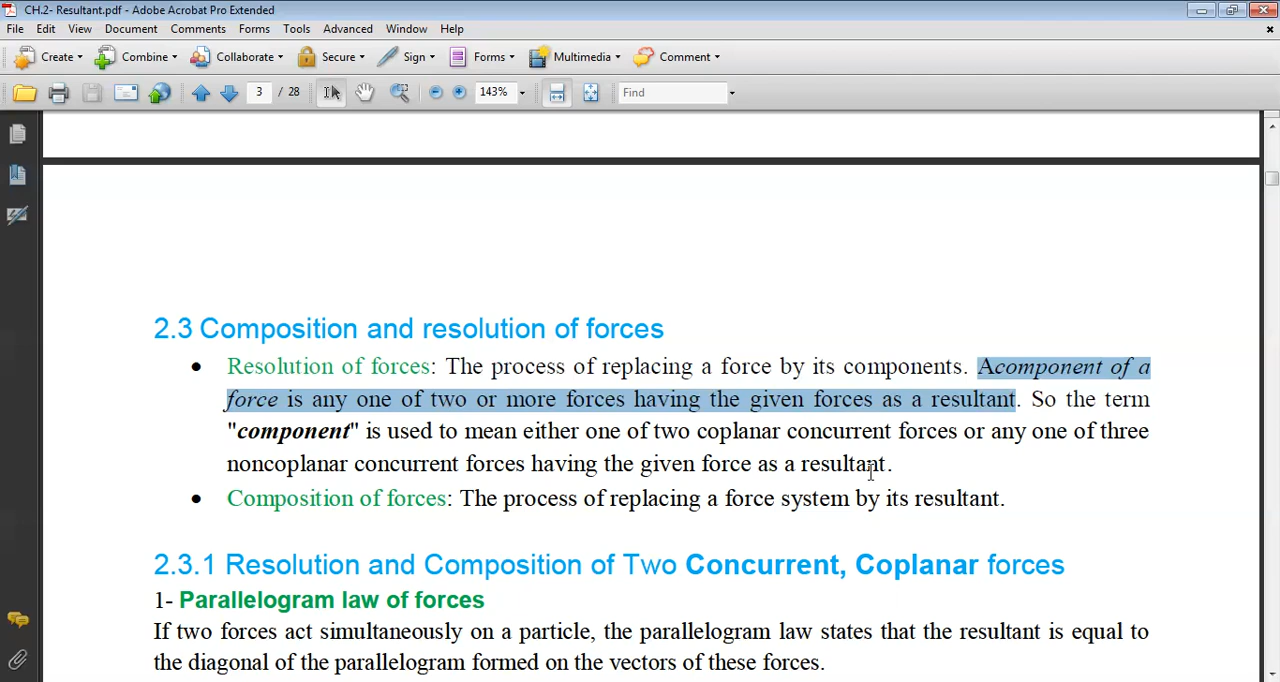 CH.2- Resultant.pdf - Adobe Acrobat Pro Extended
File Edit View Document Comments Forms Tools Advanced Window Help
Create Combine Collaborate Secure Sign Forms Multimedia Comment
3 / 28 143% Find
2.3 Composition and resolution of forces
• Resolution of forces: The process of replacing a force by its components. Acomponent of a
force is any one of two or more forces having the given forces as a resultant. So the term
"component" is used to mean either one of two coplanar concurrent forces or any one of three
noncoplanar concurrent forces having the given force as a resultant.
• Composition of forces: The process of replacing a force system by its resultant.
2.3.1 Resolution and Composition of Two Concurrent, Coplanar forces
1- Parallelogram law of forces
If two forces act simultaneously on a particle, the parallelogram law states that the resultant is equal to
the diagonal of the parallelogram formed on the vectors of these forces.